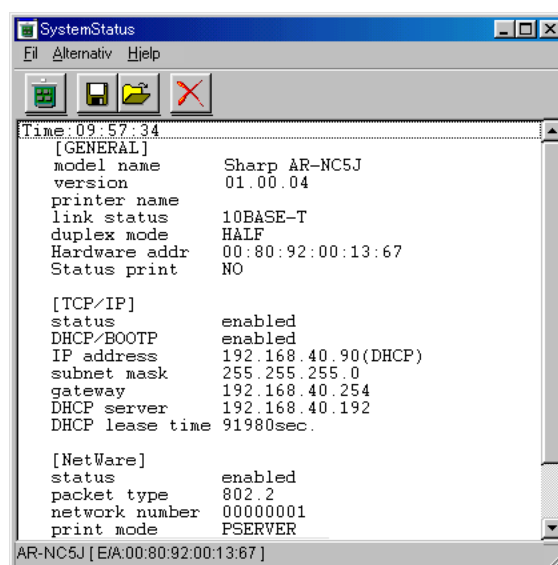 SystemStatus
Fil Alternativ Hjelp
Time:09:57:34
[GENERAL]
model name Sharp AR-NC5J
version 01.00.04
printer name
link status 10BASE-T
duplex mode HALF
Hardware addr 00:80:92:00:13:67
Status print NO
[TCP/IP]
status enabled
DHCP/BOOTP enabled
IP address 192.168.40.90(DHCP)
subnet mask 255.255.255.0
gateway 192.168.40.254
DHCP server 192.168.40.192
DHCP lease time 91980sec.
[NetWare]
status enabled
packet type 802.2
network number 00000001
print mode PSERVER
AR-NC5J [ E/A:00:80:92:00:13:67 ]